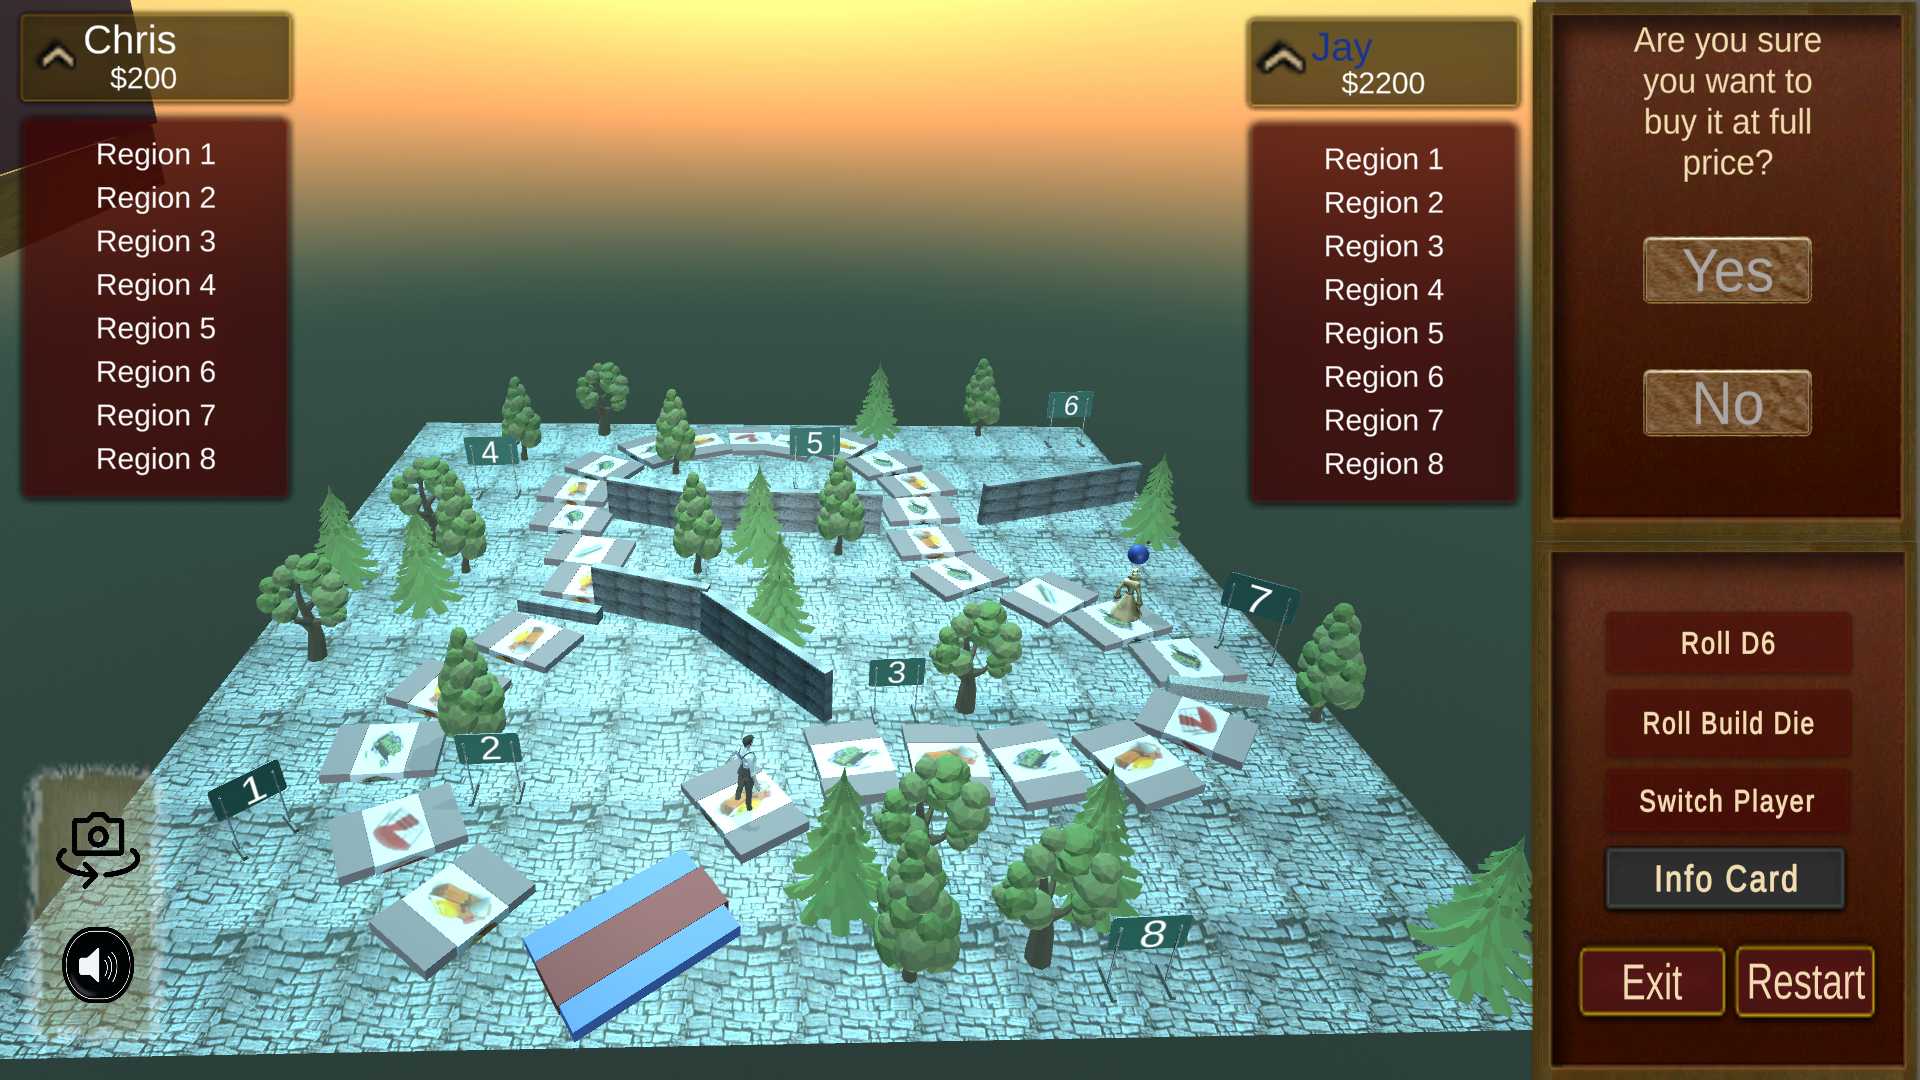 Chris
$200
Region 1
Region 2
Region 3
Region 4
Region 5
Region 6
Region 7
Region 8
Jay
$2200
Region 1
Region 2
Region 3
Region 4
Region 5
Region 6
Region 7
Region 8
Are you sure
you want to
buy it at full
price?
Yes
No
4
5
6
7
3
2
1
8
Roll D6
Roll Build Die
Switch Player
Info Card
Exit Restart